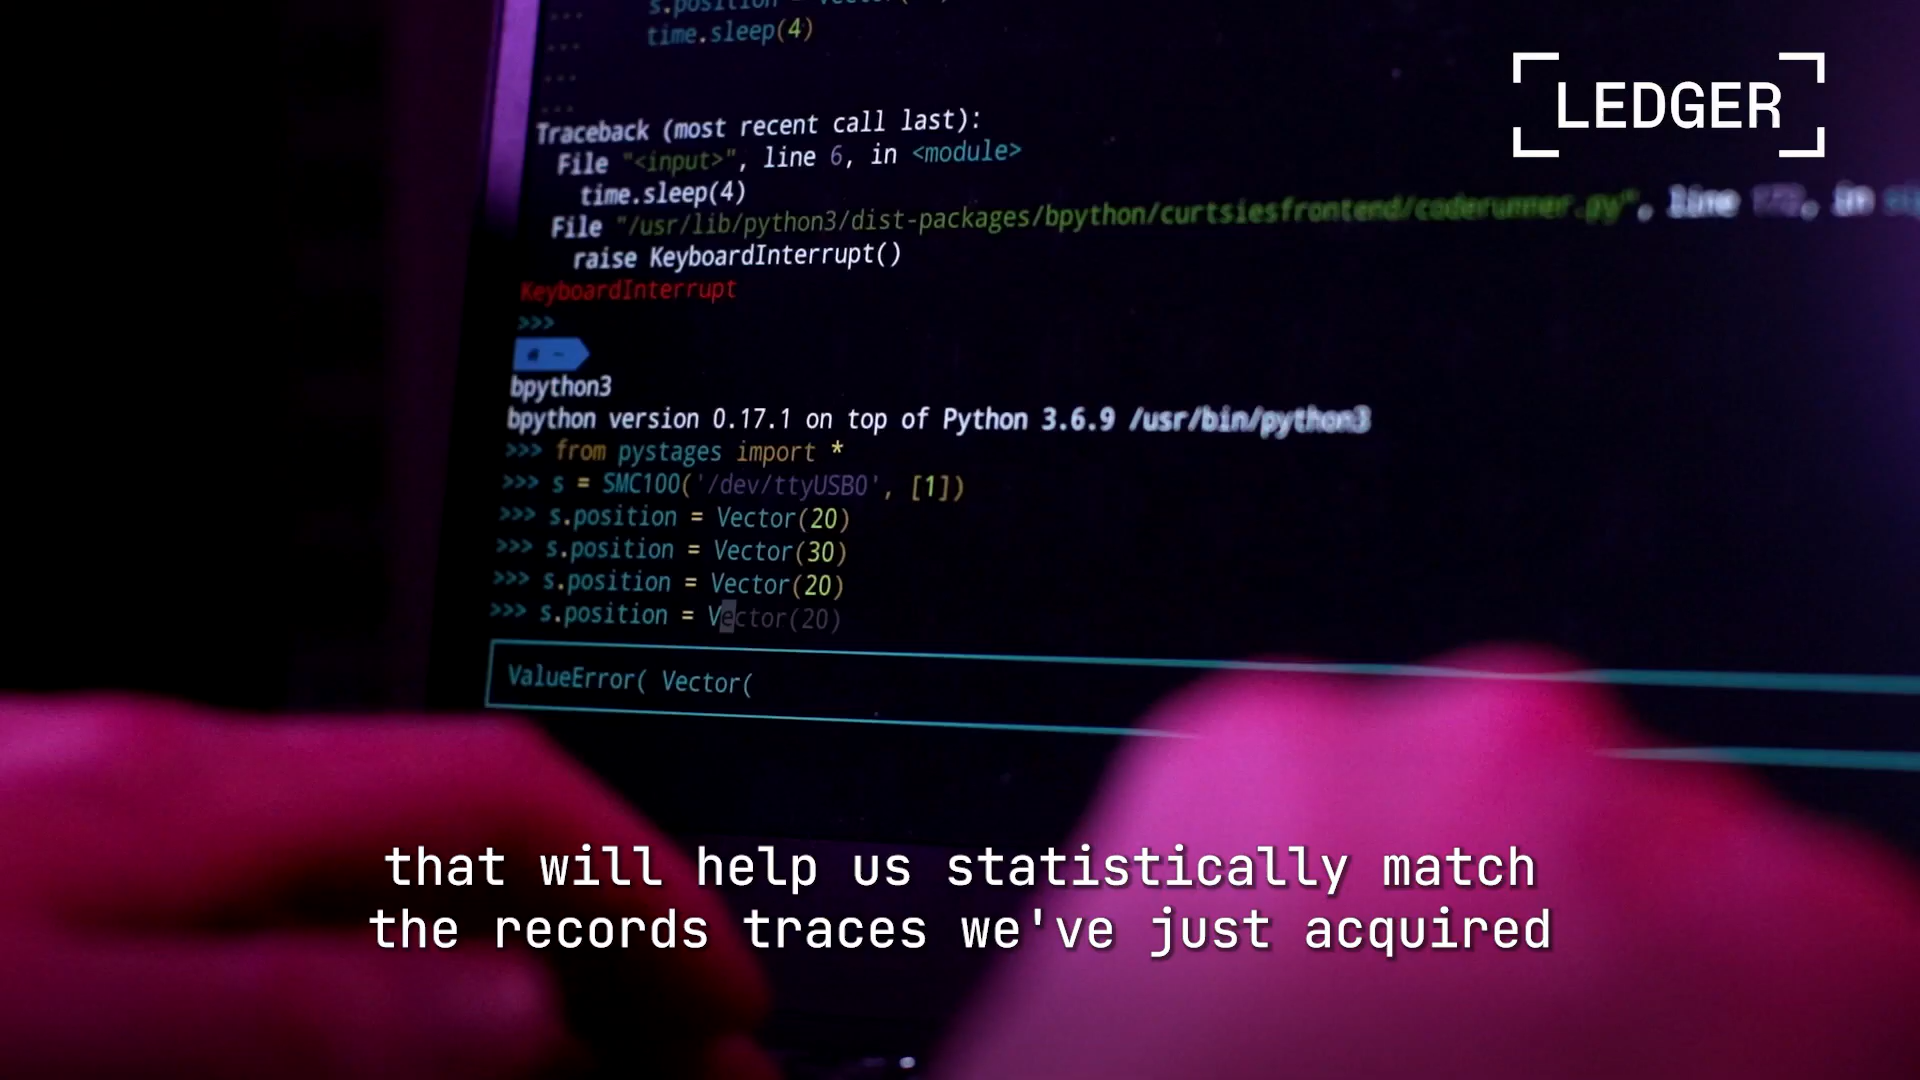 ... s.position = Vector(
... time.sleep(4)
...
...
Traceback (most recent call last):
File "<input>", line 6, in <module>
time.sleep(4)
File "/usr/lib/python3/dist-packages/bpython/curtsiesfrontend/coderunner.py", line in
raise KeyboardInterrupt()
KeyboardInterrupt
>>>
~
bpython3
bpython version 0.17.1 on top of Python 3.6.9 /usr/bin/python3
>>> from pystages import *
>>> s = SMC100('/dev/ttyUSB0', [1])
>>> s.position = Vector(20)
>>> s.position = Vector(30)
>>> s.position = Vector(20)
>>> s.position = Vector(20)
ValueError( Vector(
LEDGER
that will help us statistically match
the records traces we've just acquired